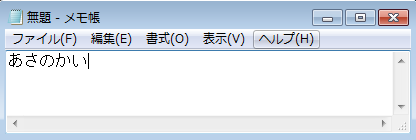 無題 - メモ帳
ファイル(F) 編集(E) 書式(O) 表示(V) ヘルプ(H)
あさのかい